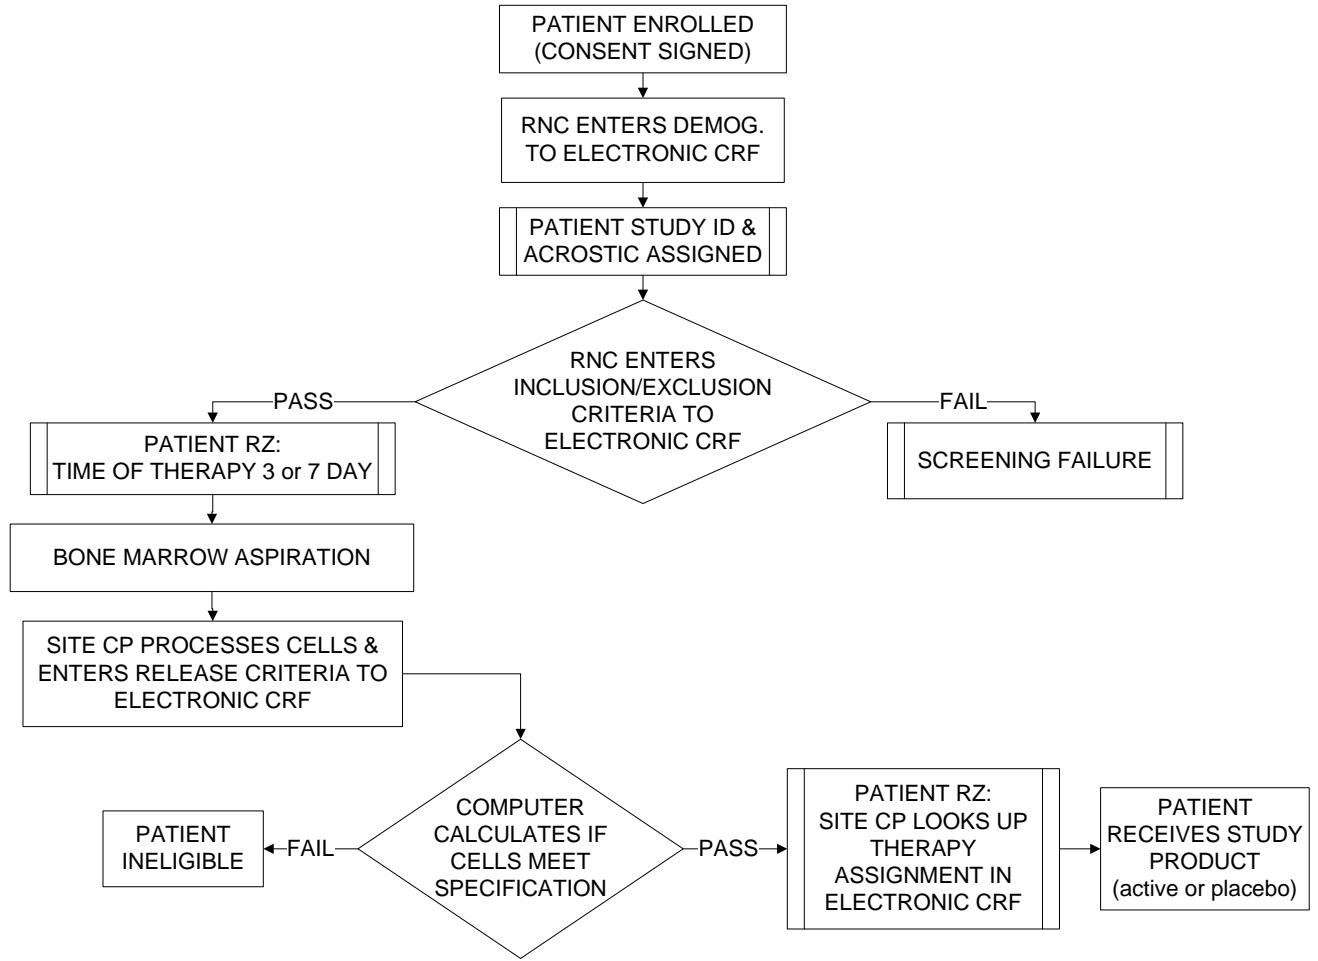 PATIENT ENROLLED
(CONSENT SIGNED)
RNC ENTERS DEMOG.
TO ELECTRONIC CRF
PATIENT STUDY ID &
ACROSTIC ASSIGNED
RNC ENTERS
INCLUSION/EXCLUSION
CRITERIA TO
ELECTRONIC CRF
PASS
FAIL
PATIENT RZ:
TIME OF THERAPY 3 or 7 DAY
SCREENING FAILURE
BONE MARROW ASPIRATION
SITE CP PROCESSES CELLS &
ENTERS RELEASE CRITERIA TO
ELECTRONIC CRF
COMPUTER
CALCULATES IF
CELLS MEET
SPECIFICATION
FAIL
PATIENT
INELIGIBLE
PASS
PATIENT RZ:
SITE CP LOOKS UP
THERAPY
ASSIGNMENT IN
ELECTRONIC CRF
PATIENT
RECEIVES STUDY
PRODUCT
(active or placebo)